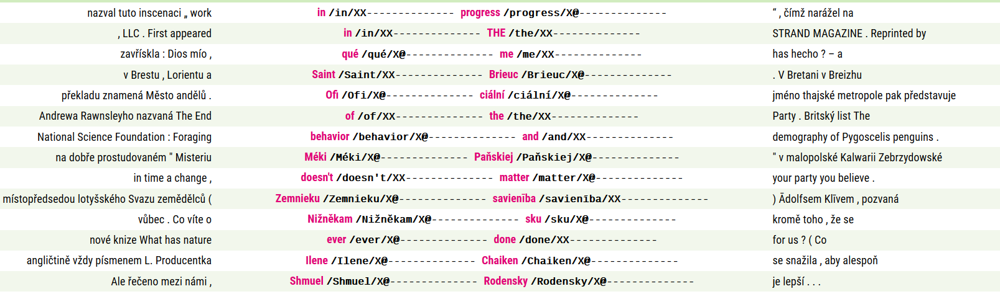 nazval tuto inscenaci „ work in /in/XX-------------- progress /progress/X@-------------- “ , čímž narážel na
, LLC . First appeared in /in/XX-------------- THE /the/XX-------------- STRAND MAGAZINE . Reprinted by
zavřískla : Dios mío , qué /qué/X@-------------- me /me/XX-------------- has hecho ? – a
v Brestu , Lorientu a Saint /Saint/XX-------------- Brieuc /Brieuc/X@-------------- . V Bretani v Breizhu
překladu znamená Město andělů . Ofi /Ofi/X@-------------- ciální /ciální/X@-------------- jméno thajské metropole pak představuje
Andrewa Rawnsleyho nazvaná The End of /of/XX-------------- the /the/XX-------------- Party . Britský list The
National Science Foundation : Foraging behavior /behavior/X@-------------- and /and/XX-------------- demography of Pygoscelis penguins .
na dobře prostudovaném " Misteriu Méki /Méki/X@-------------- Paňskiej /Paňskiej/X@-------------- " v malopolské Kalwarii Zebrzydowské
in time a change , doesn't /doesn't/XX-------------- matter /matter/X@-------------- your party you believe .
místopředsedou lotyšského Svazu zemědělců ( Zemnieku /Zemnieku/X@-------------- savienība /savienība/XX-------------- ) Ādolfsem Klīvem , pozvaná
vůbec . Co víte o Nižněkam /Nižněkam/X@-------------- sku /sku/X@-------------- kromě toho , že se
nové knize What has nature ever /ever/X@-------------- done /done/XX-------------- for us ? ( Co
angličtině vždy písmenem L. Producentka Ilene /Ilene/X@-------------- Chaiken /Chaiken/X@-------------- se snažila , aby alespoň
Ale řečeno mezi námi , Shmuel /Shmuel/X@-------------- Rodensky /Rodensky/X@-------------- je lepší . . .